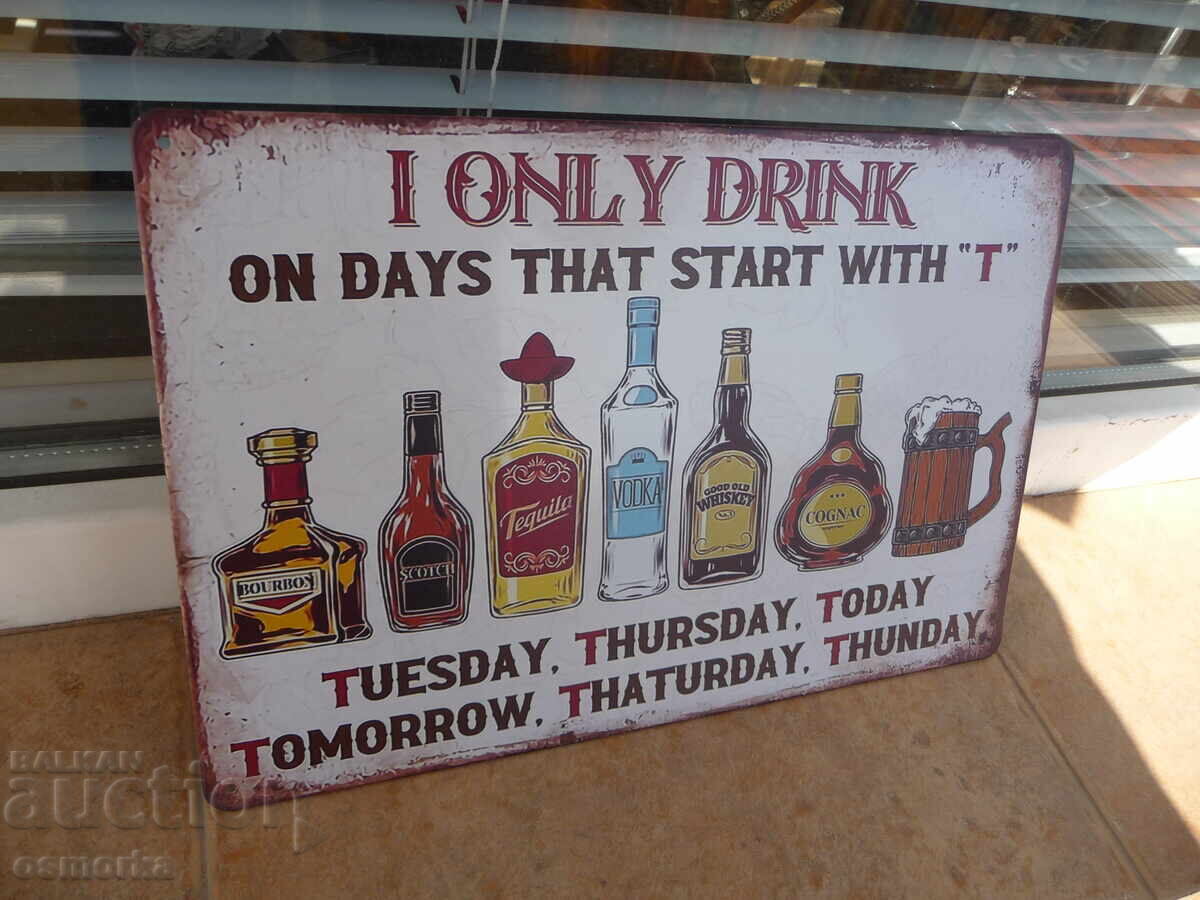 I ONLY DRINK
ON DAYS THAT START WITH "T"
BOURBON
SCOTCH
Tequila
VODKA
GOOD OLD
WHISKEY
COGNAC
TUESDAY, THURSDAY, TODAY
TOMORROW, THATURDAY, THUNDAY
BALKAN
auction
osmorka